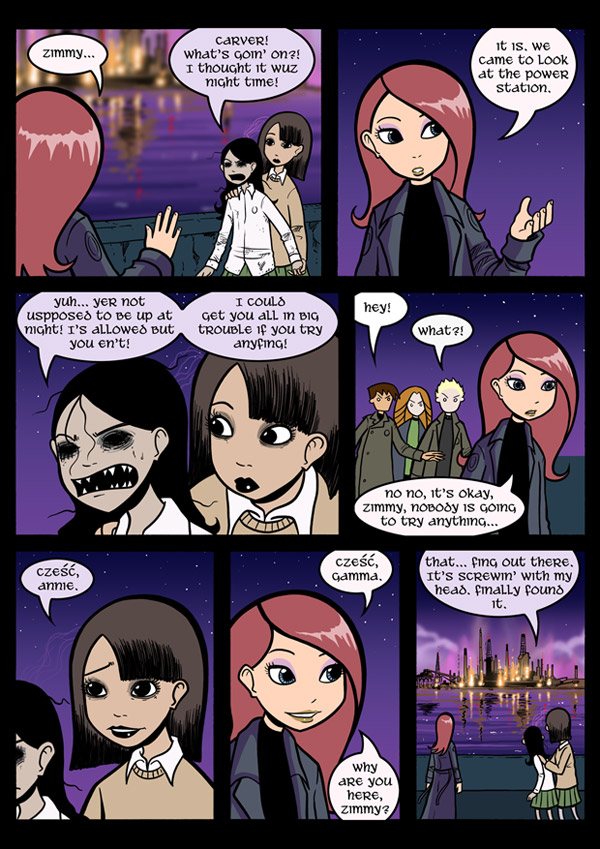 Zimmy...
Carver!
What's goin' on?!
I thought it wuz
night time!
It is. We
came to look
at the power
station.
Yuh... yer not
uspposed to be up at
night! I's allowed but
you en't!
I could
get you all in big
trouble if you try
anyfing!
Hey!
What?!
No no, it's okay,
Zimmy, nobody is going
to try anything...
Cześć,
Annie.
Cześć,
Gamma.
Why
are you
here,
Zimmy?
That... fing out there.
It's screwin' with my
head. Finally found
it.